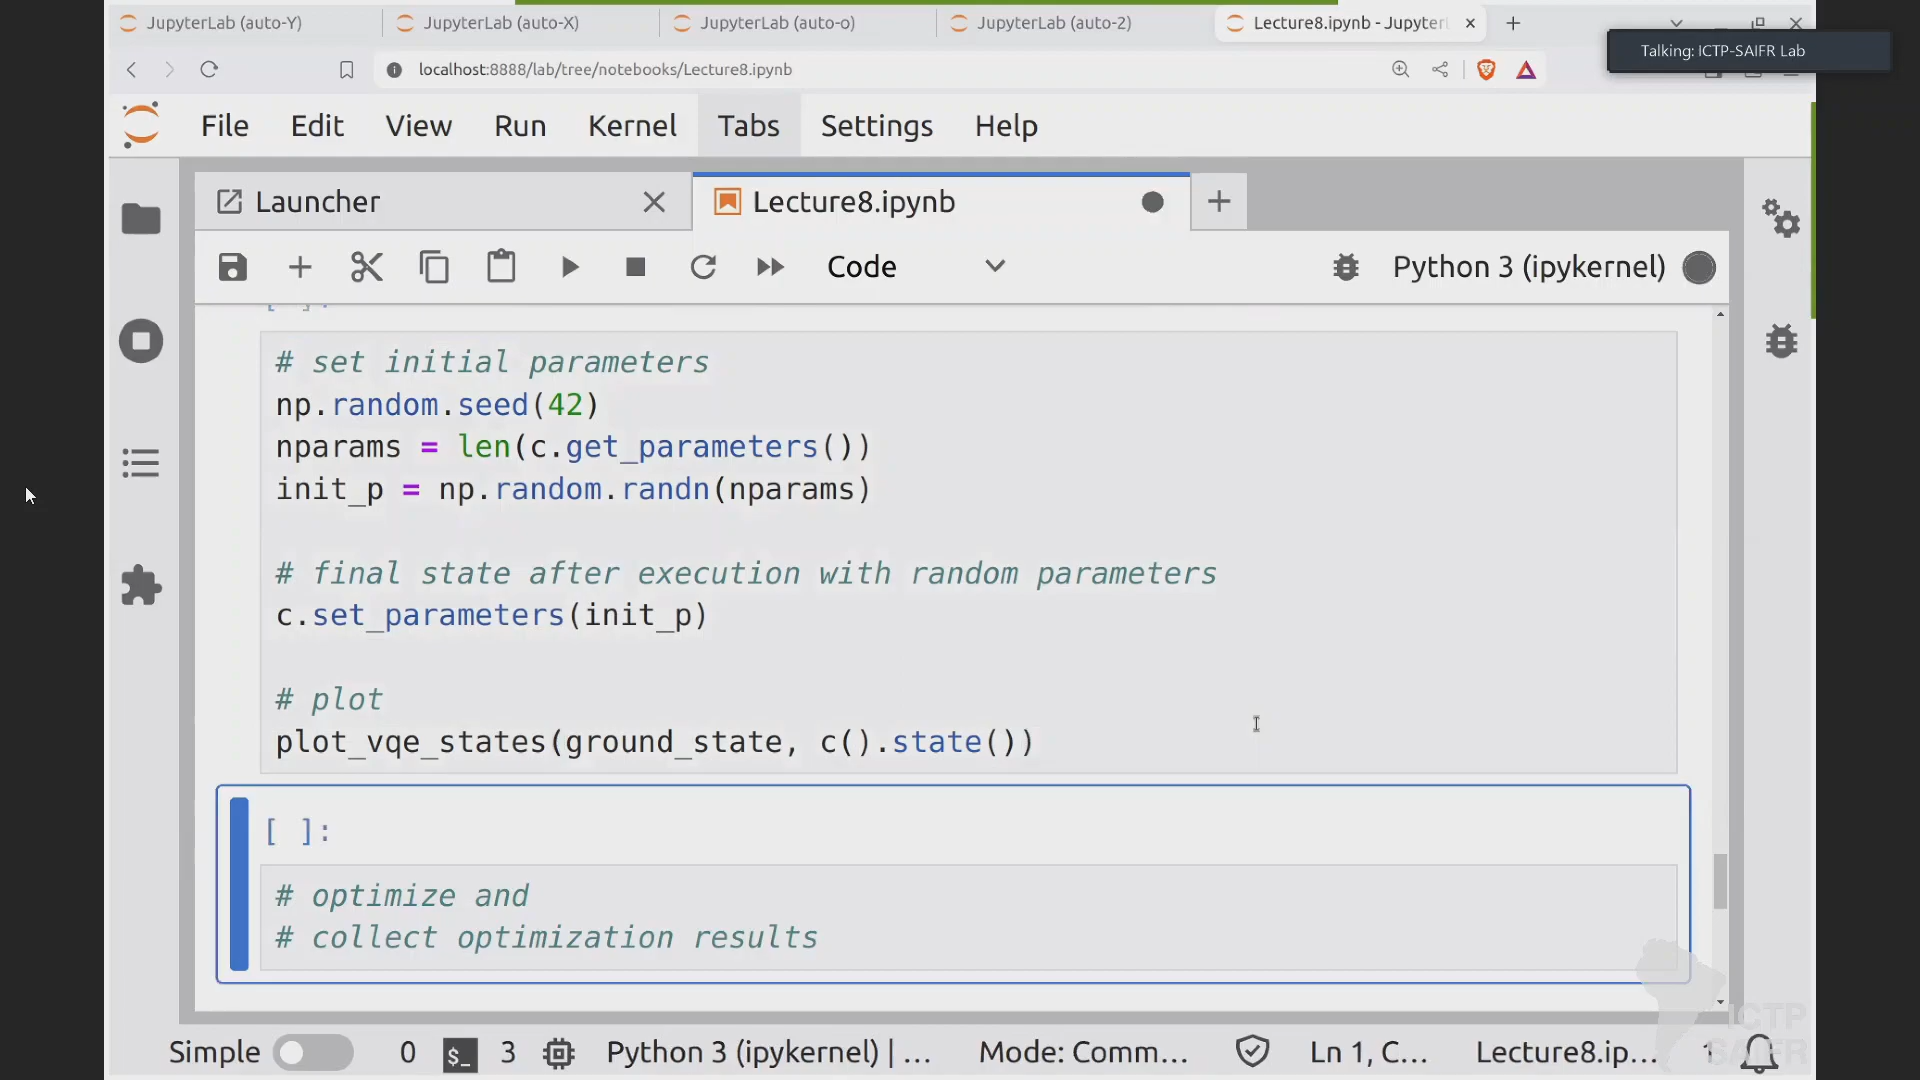 JupyterLab (auto-Y)
JupyterLab (auto-X)
JupyterLab (auto-o)
JupyterLab (auto-2)
Lecture8.ipynb - Jupyter
Talking: ICTP-SAIFR Lab
localhost:8888/lab/tree/notebooks/Lecture8.ipynb
File Edit View Run Kernel Tabs Settings Help
Launcher
Lecture8.ipynb
Code
Python 3 (ipykernel)
# set initial parameters
np.random.seed(42)
nparams = len(c.get_parameters())
init_p = np.random.randn(nparams)
# final state after execution with random parameters
c.set_parameters(init_p)
# plot
plot_vqe_states(ground_state, c().state())
[ ]:
# optimize and
# collect optimization results
ICTP
SAIFR
Simple 0 $_ 3 Python 3 (ipykernel) | ... Mode: Comm... Ln 1, C... Lecture8.ip... 1